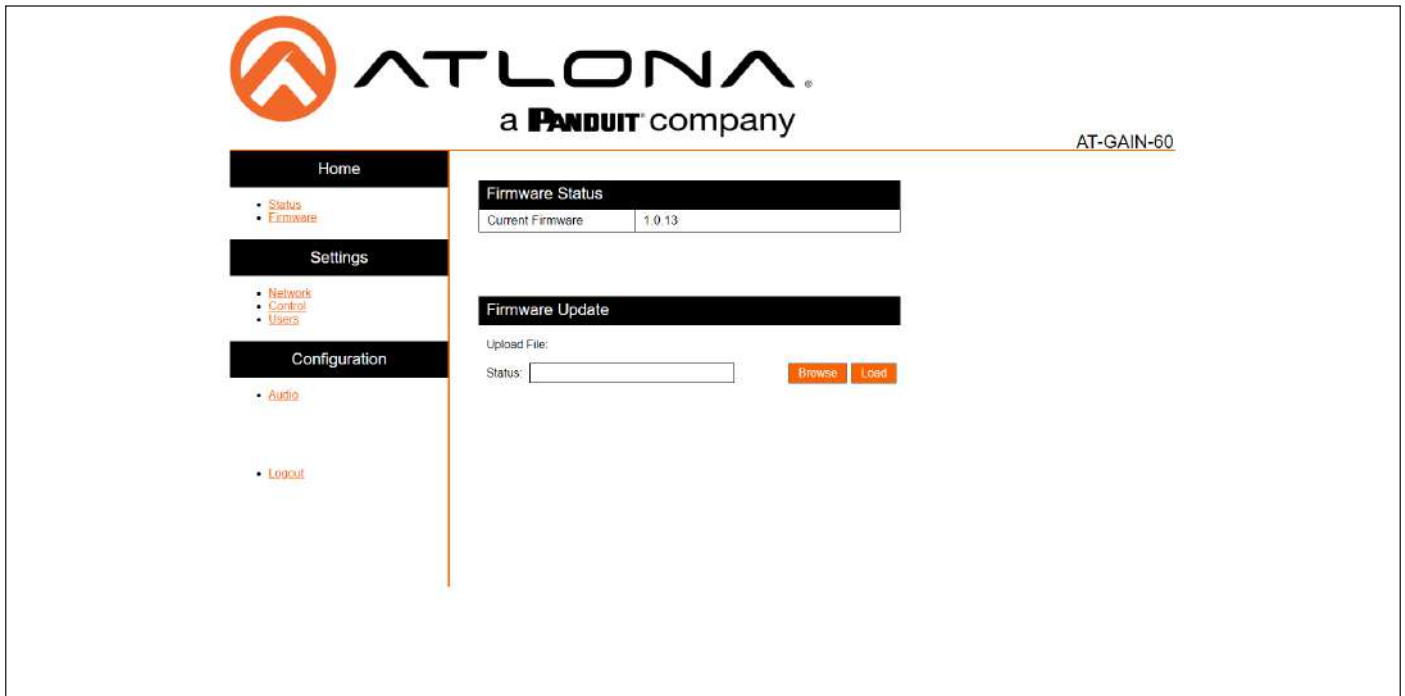 ATLONA®
a PANDUIT® company
AT-GAIN-60
Home
• Status
• Firmware
Settings
• Network
• Control
• Users
Configuration
• Audio
• Logout
Firmware Status
Current Firmware 1.0.13
Firmware Update
Upload File:
Status:
Browse Load